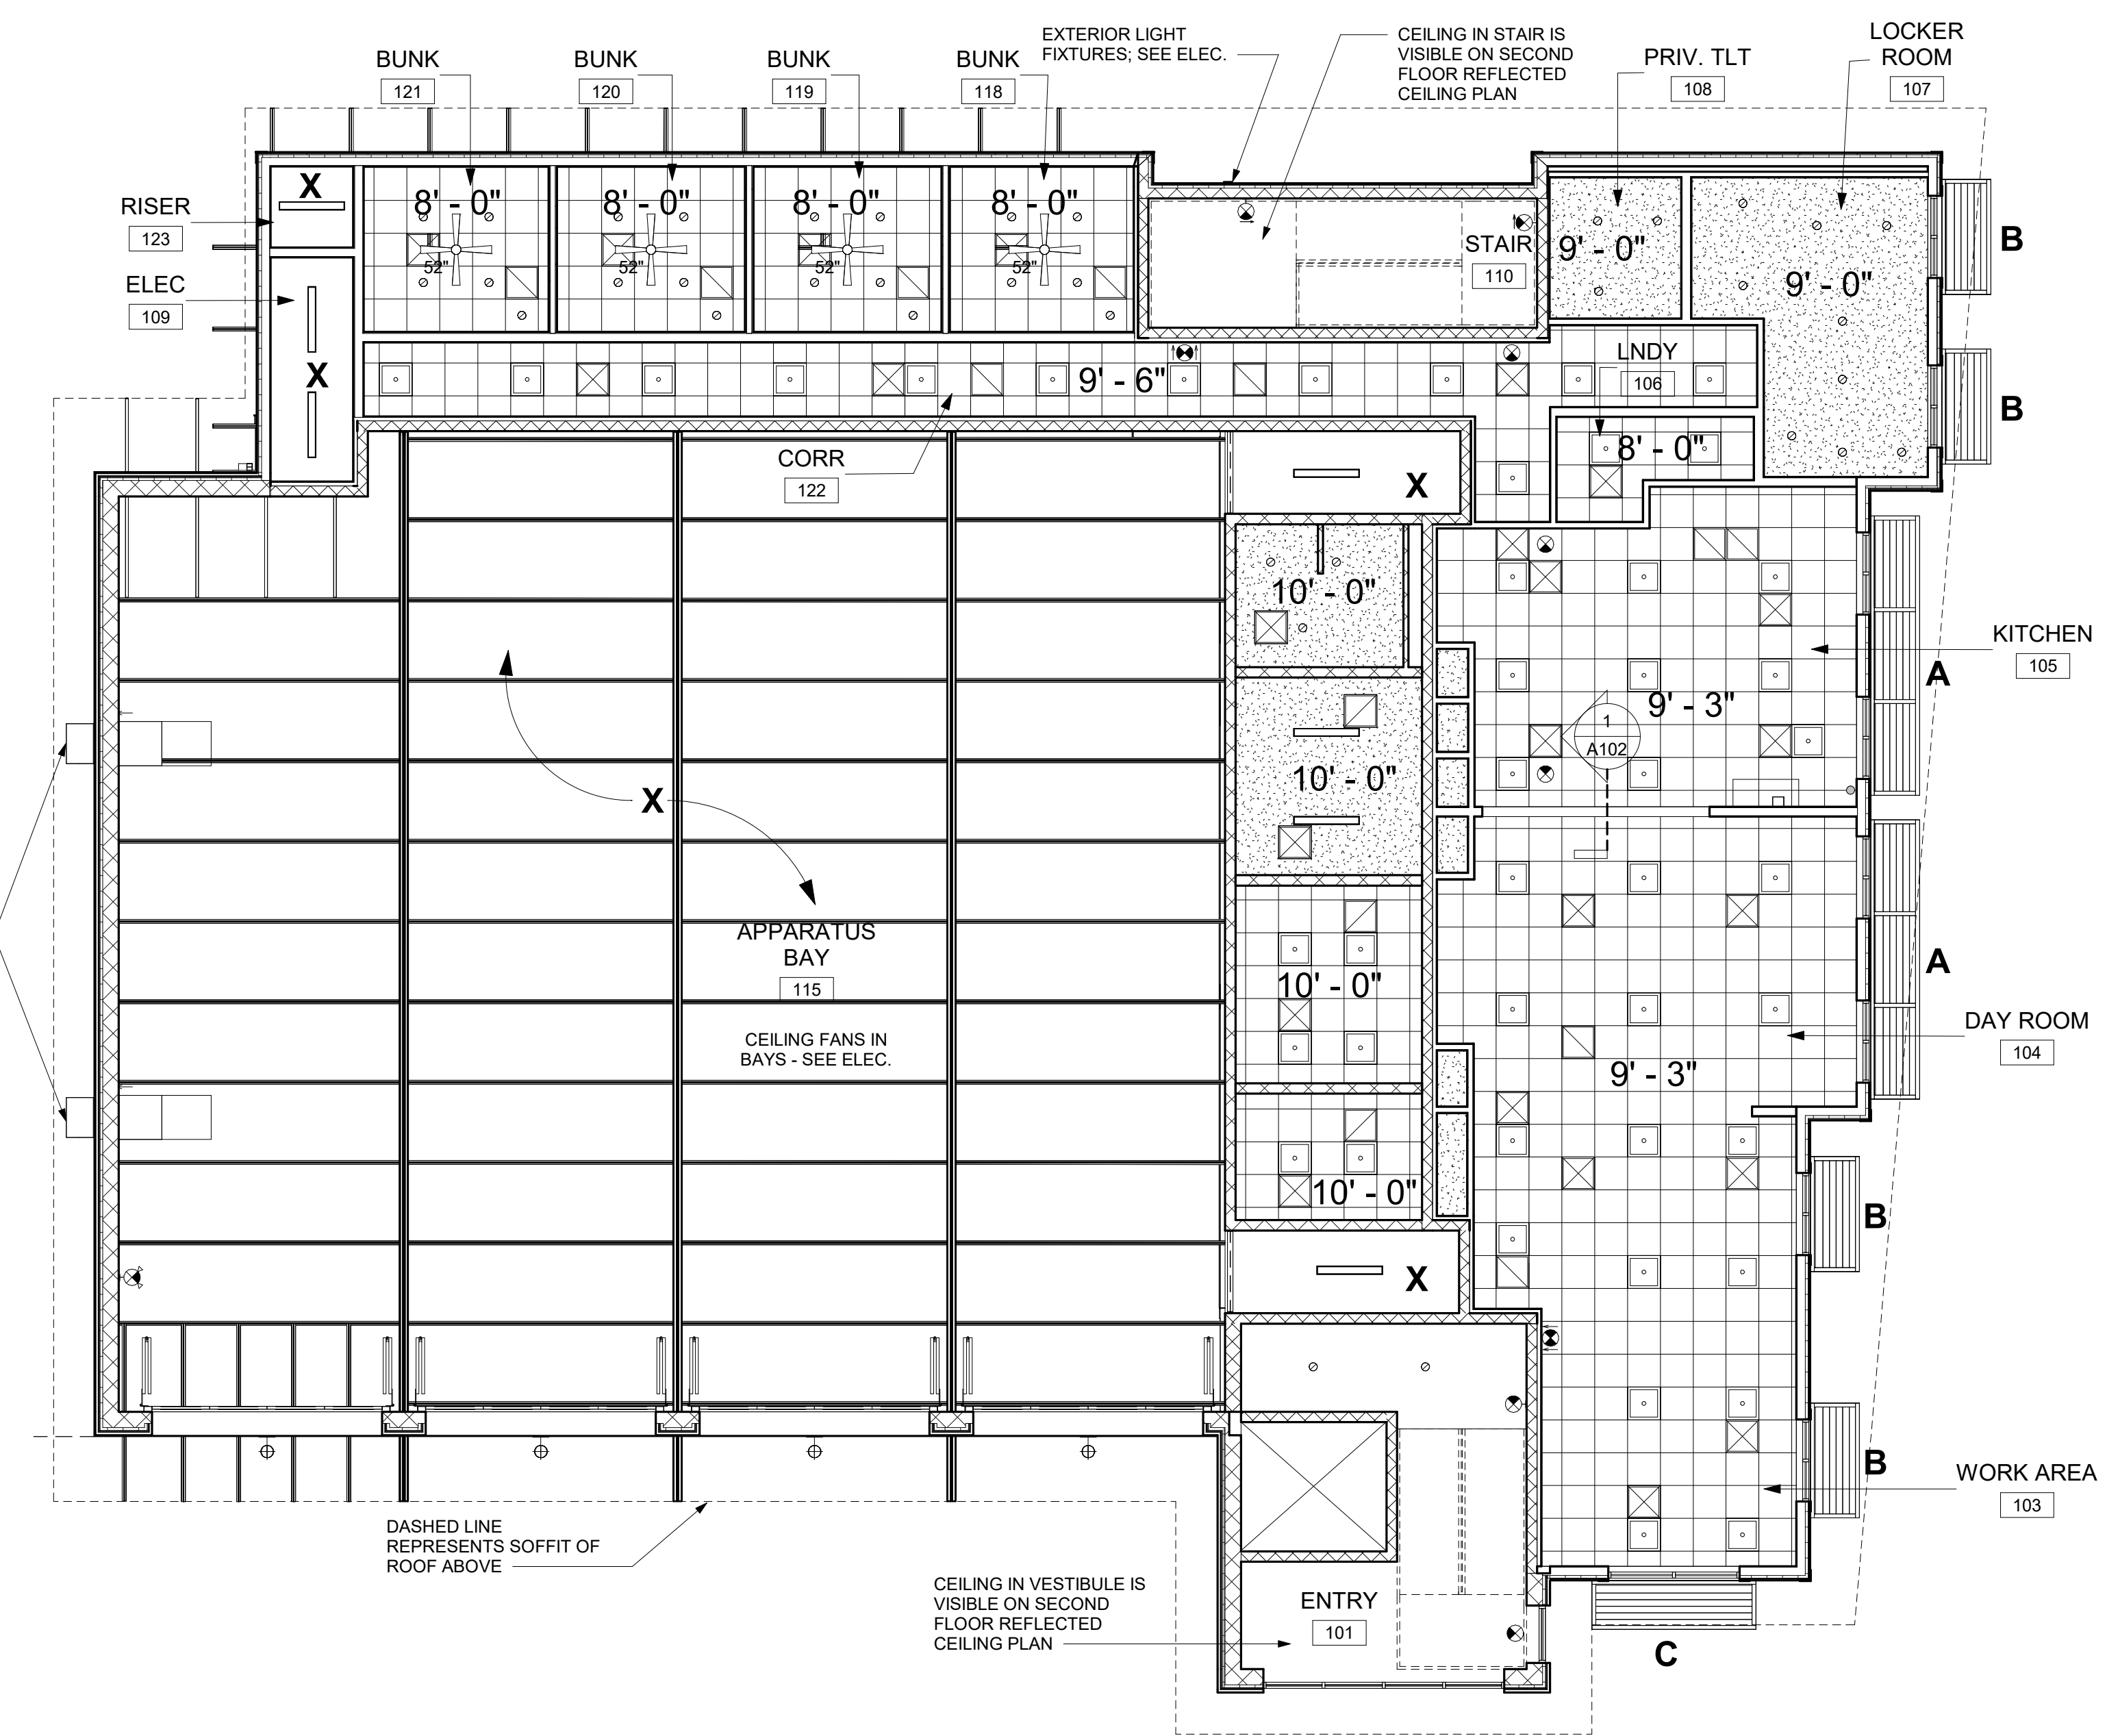 EXTERIOR LIGHT
FIXTURES; SEE ELEC.
CEILING IN STAIR IS
VISIBLE ON SECOND
FLOOR REFLECTED
CEILING PLAN
LOCKER
ROOM
107
PRIV. TLT
108
BUNK
121
BUNK
120
BUNK
119
BUNK
118
X
8' - 0"
8' - 0"
8' - 0"
8' - 0"
52"
52"
52"
52"
RISER
123
ELEC
109
X
STAIR
110
9' - 0"
9' - 0"
B
B
LNDY
106
9' - 6"
8' - 0"
CORR
122
X
10' - 0"
KITCHEN
105
A
9' - 3"
1
A102
10' - 0"
X
APPARATUS
BAY
115
CEILING FANS IN
BAYS - SEE ELEC.
10' - 0"
A
DAY ROOM
104
9' - 3"
10' - 0"
B
X
B
WORK AREA
103
DASHED LINE
REPRESENTS SOFFIT OF
ROOF ABOVE
CEILING IN VESTIBULE IS
VISIBLE ON SECOND
FLOOR REFLECTED
CEILING PLAN
ENTRY
101
C